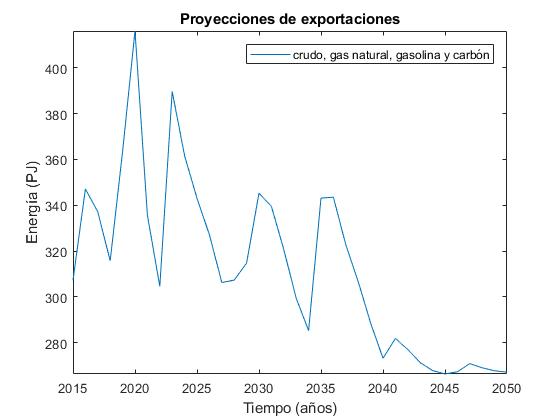 Proyecciones de exportaciones
crudo, gas natural, gasolina y carbón
400
380
360
340
320
300
280
Energía (PJ)
2015 2020 2025 2030 2035 2040 2045 2050
Tiempo (años)